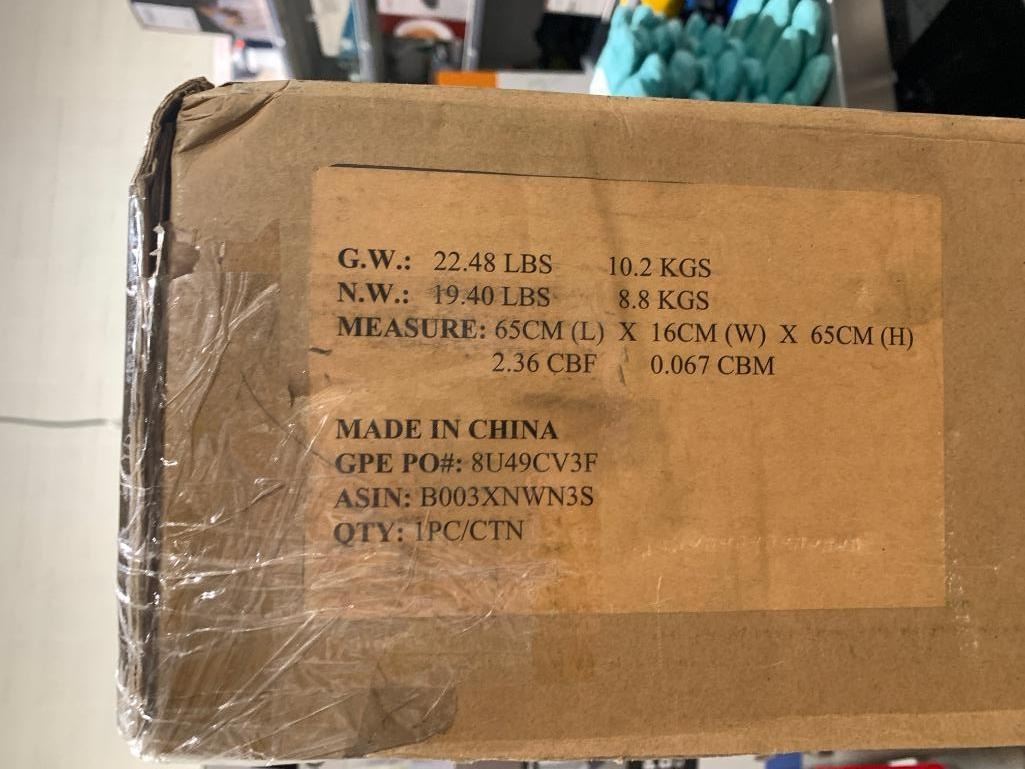 G.W.: 22.48 LBS 10.2 KGS
N.W.: 19.40 LBS 8.8 KGS
MEASURE: 65CM (L) X 16CM (W) X 65CM (H)
2.36 CBF 0.067 CBM
MADE IN CHINA
GPE PO#: 8U49CV3F
ASIN: B003XNWN3S
QTY: 1PC/CTN